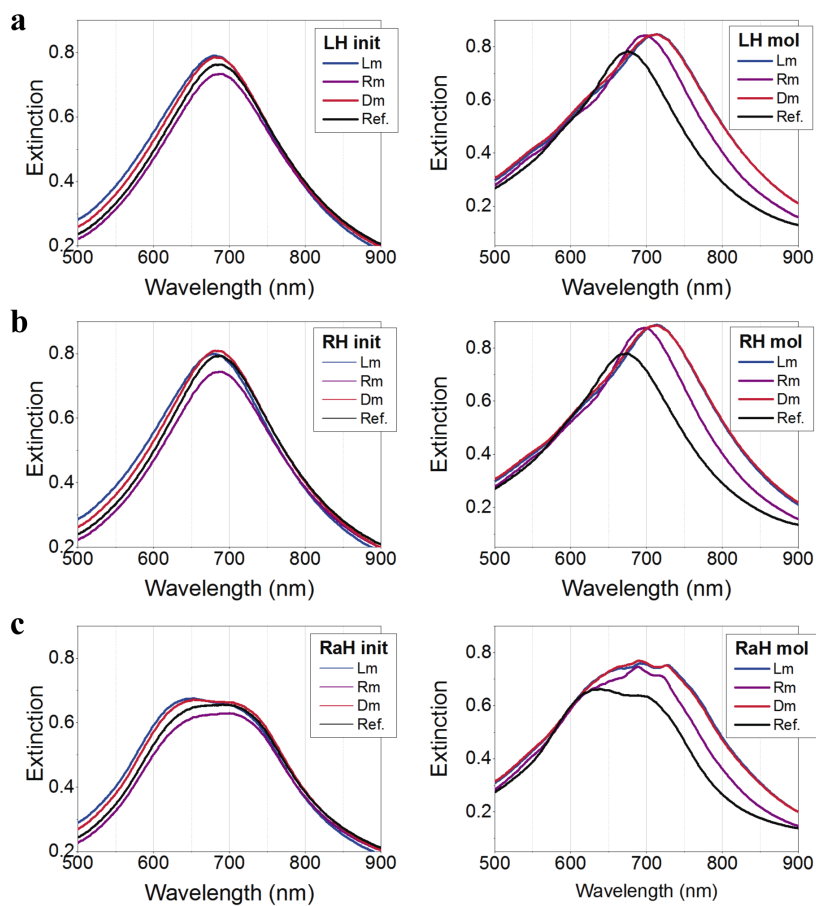 a
LH init
Lm
Rm
Dm
Ref.
Extinction
0.8
0.6
0.4
0.2
500 600 700 800 900
Wavelength (nm)
LH mol
Lm
Rm
Dm
Ref.
Extinction
0.8
0.6
0.4
0.2
500 600 700 800 900
Wavelength (nm)
b
RH init
Lm
Rm
Dm
Ref.
Extinction
0.8
0.6
0.4
0.2
500 600 700 800 900
Wavelength (nm)
RH mol
Lm
Rm
Dm
Ref.
Extinction
0.8
0.6
0.4
0.2
500 600 700 800 900
Wavelength (nm)
c
RaH init
Lm
Rm
Dm
Ref.
Extinction
0.8
0.6
0.4
0.2
500 600 700 800 900
Wavelength (nm)
RaH mol
Lm
Rm
Dm
Ref.
Extinction
0.8
0.6
0.4
0.2
500 600 700 800 900
Wavelength (nm)